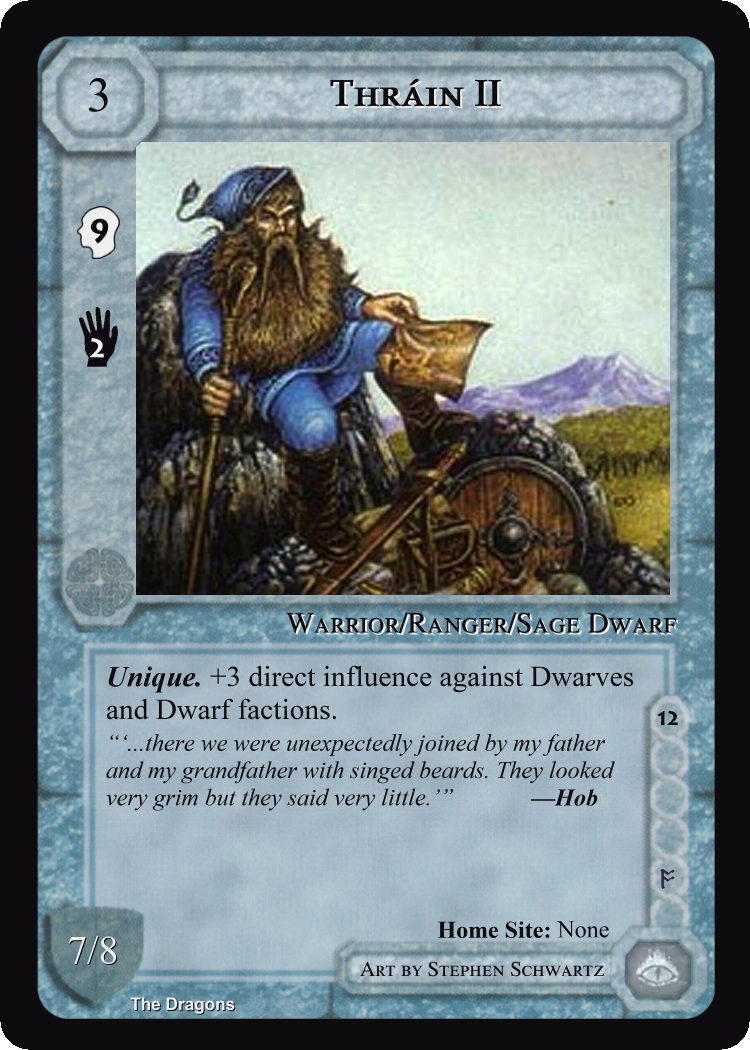 3
Thráin II
9
2
Warrior/Ranger/Sage Dwarf
Unique. +3 direct influence against Dwarves
and Dwarf factions.
“‘...there we were unexpectedly joined by my father
and my grandfather with singed beards. They looked
very grim but they said very little.’” —Hob
12
ᚩ
Home Site: None
7/8
Art by Stephen Schwartz
The Dragons